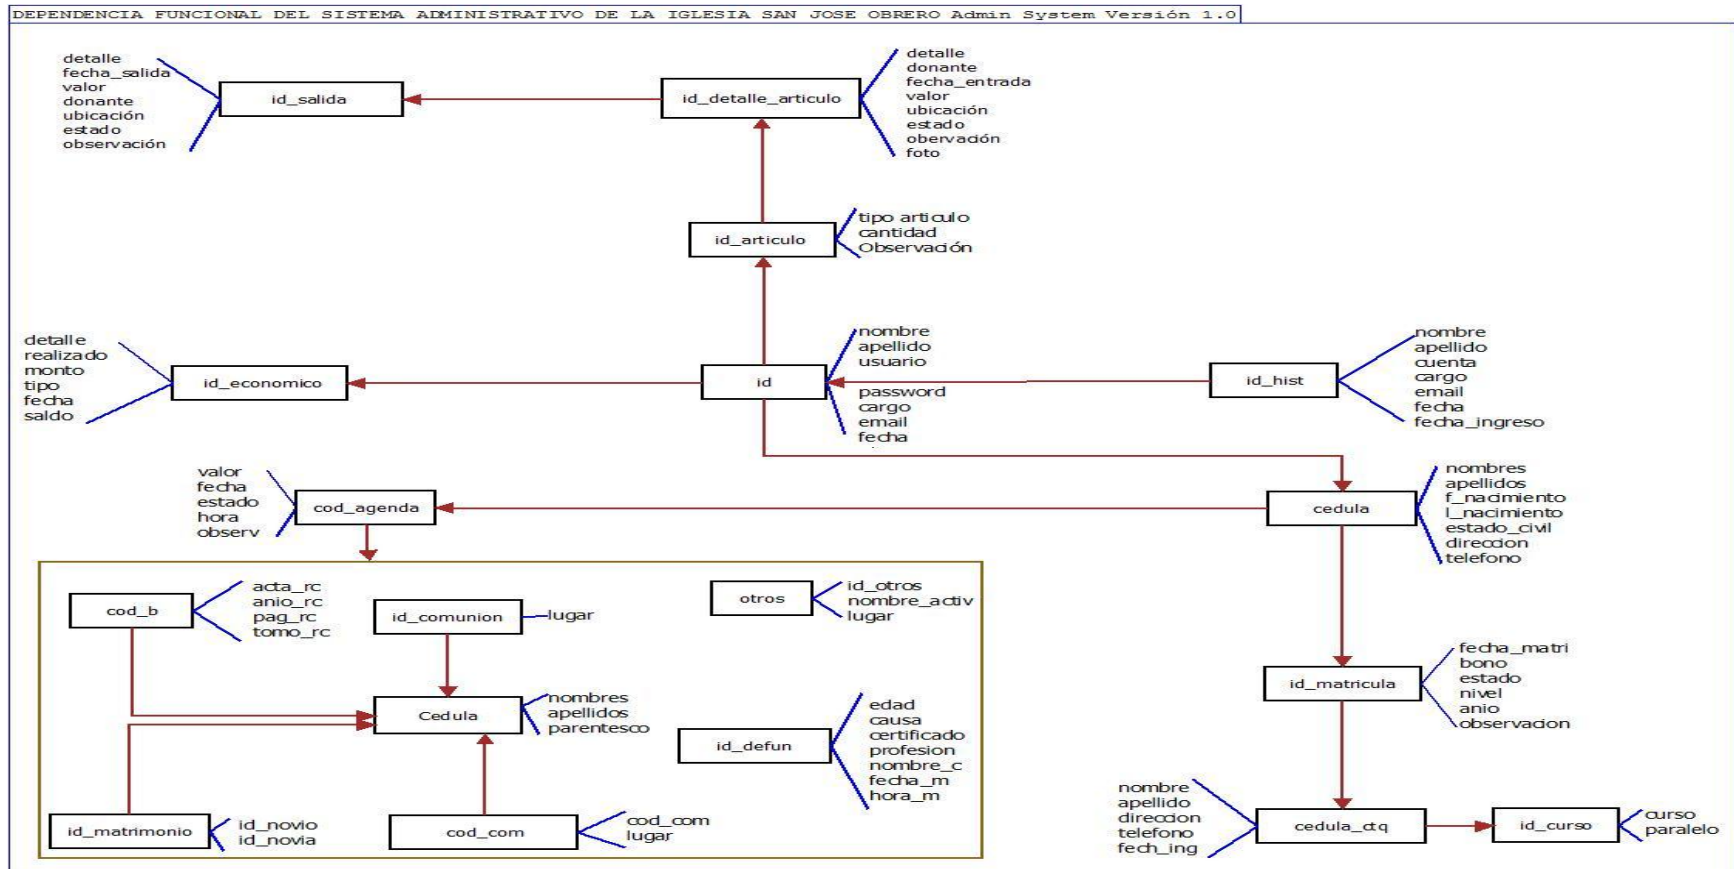 DEPENDENCIA FUNCIONAL DEL SISTEMA ADMINISTRATIVO DE LA IGLESIA SAN JOSE OBRERO Admin System Versión 1.0
detalle
fecha_salida
valor
donante
ubicación
estado
observación
id_salida
id_detalle_articulo
detalle
donante
fecha_entrada
valor
ubicación
estado
obervación
foto
id_articulo
tipo articulo
cantidad
Observación
detalle
realizado
monto
tipo
fecha
saldo
id_economico
id
nombre
apellido
usuario
password
cargo
email
fecha
id_hist
nombre
apellido
cuenta
cargo
email
fecha
fecha_ingreso
valor
fecha
estado
hora
observ
cod_agenda
cedula
nombres
apellidos
f_nacimiento
l_nacimiento
estado_civil
direccion
telefono
cod_b
acta_rc
anio_rc
pag_rc
tomo_rc
id_comunion
lugar
otros
id_otros
nombre_activ
lugar
Cedula
nombres
apellidos
parentesco
id_defun
edad
causa
certificado
profesion
nombre_c
fecha_m
hora_m
id_matrimonio
id_novio
id_novia
cod_com
cod_com
lugar
id_matricula
fecha_matri
bono
estado
nivel
anio
observacion
nombre
apellido
direccion
telefono
fech_ing
cedula_ctq
id_curso
curso
paralelo